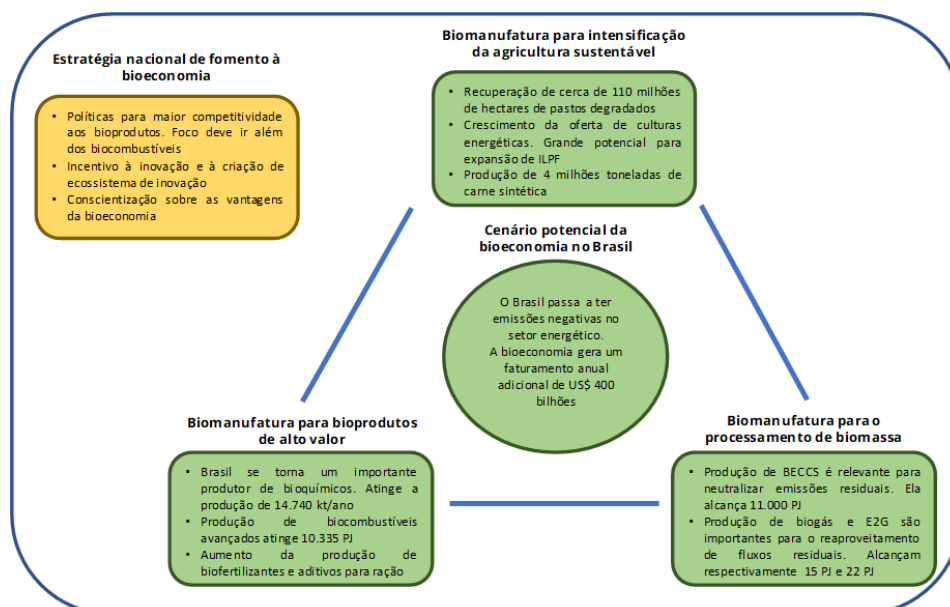 Estratégia nacional de fomento à
bioeconomia
• Políticas para maior competitividade
aos bioprodutos. Foco deve ir além
dos biocombustíveis
• Incentivo à inovação e à criação de
ecossistema de inovação
• Conscientização sobre as vantagens
da bioeconomia
Biomanufatura para intensificação
da agricultura sustentável
• Recuperação de cerca de 110 milhões
de hectares de pastos degradados
• Crescimento da oferta de culturas
energéticas. Grande potencial para
expansão de ILPF
• Produção de 4 milhões toneladas de
carne sintética
Cenário potencial da
bioeconomia no Brasil
O Brasil passa a ter
emissões negativas no
setor energético.
A bioeconomia gera um
faturamento anual
adicional de US$ 400
bilhões
Biomanufatura para bioprodutos
de alto valor
• Brasil se torna um importante
produtor de bioquímicos. Atinge a
produção de 14.740 kt/ano
• Produção de biocombustíveis
avançados atinge 10.335 PJ
• Aumento da produção de
biofertilizantes e aditivos para ração
Biomanufatura para o
processamento de biomassa
• Produção de BECCS é relevante para
neutralizar emissões residuais. Ela
alcança 11.000 PJ
• Produção de biogás e E2G são
importantes para o reaproveitamento
de fluxos residuais. Alcançam
respectivamente 15 PJ e 22 PJ